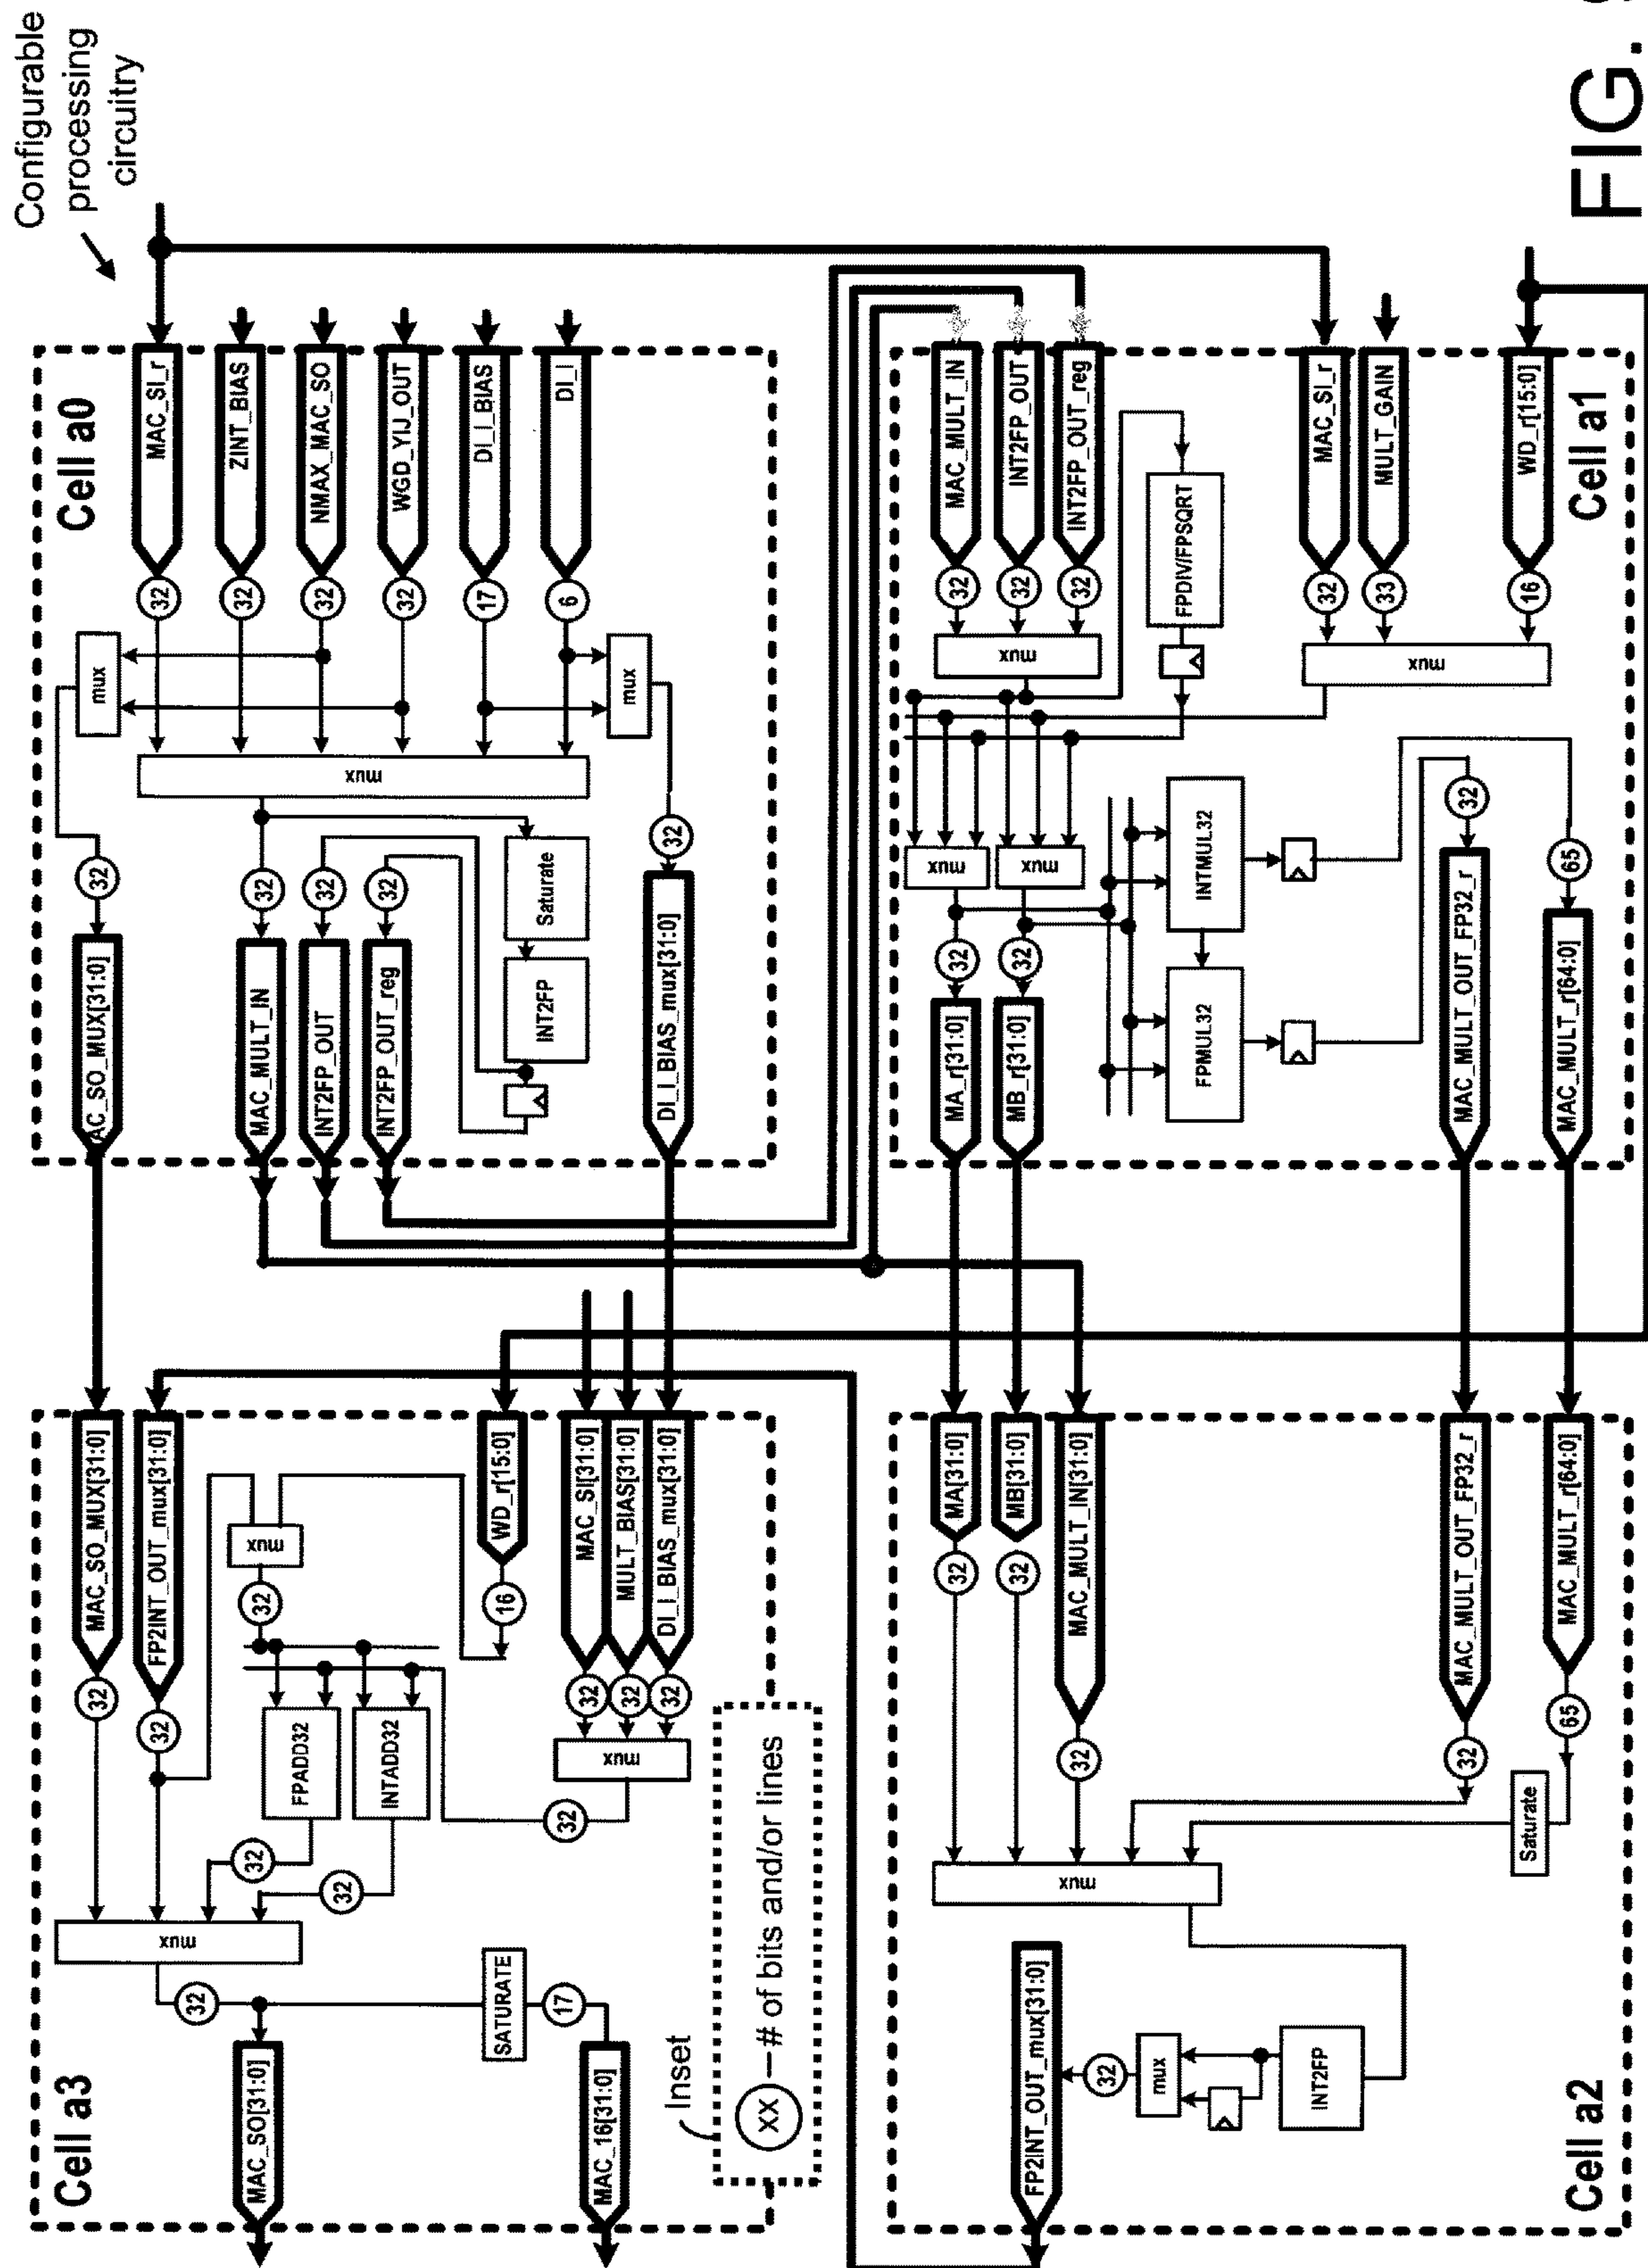 Configurable
processing
circuitry
Cell a0
MAC_SI_r
ZINT_BIAS
NMAX_MAC_SO
WGD_YIJ_OUT
DI_I_BIAS
DI_I
32
32
32
32
17
6
mux
mux
mux
32
32
32
32
32
Saturate
INT2FP
AC_SO_MUX[31:0]
MAC_MULT_IN
INT2FP_OUT
INT2FP_OUT_reg
DI_I_BIAS_mux[31:0]
Cell a1
MAC_MULT_IN
INT2FP_OUT
INT2FP_OUT_reg
MAC_SI_r
MULT_GAIN
WD_r[15:0]
32
32
32
32
33
16
mux
mux
FPDIV/FPSQRT
mux
mux
INTMUL32
FPMUL32
32
32
32
65
MA_r[31:0]
MB_r[31:0]
MAC_MULT_OUT_FP32_r
MAC_MULT_r[64:0]
Cell a3
MAC_SO_MUX[31:0]
FP2INT_OUT_mux[31:0]
WD_r[15:0]
MAC_SI[31:0]
MULT_BIAS[31:0]
DI_I_BIAS_mux[31:0]
32
32
16
32
32
32
mux
32
mux
32
FPADD32
INTADD32
32
32
mux
32
SATURATE
17
MAC_SO[31:0]
MAC_16[31:0]
Inset
XX – # of bits and/or lines
Cell a2
MA[31:0]
MB[31:0]
MAC_MULT_IN[31:0]
MAC_MULT_OUT_FP32_r
MAC_MULT_r[64:0]
32
32
32
32
65
Saturate
mux
INT2FP
mux
32
FP2INT_OUT_mux[31:0]
FIG.